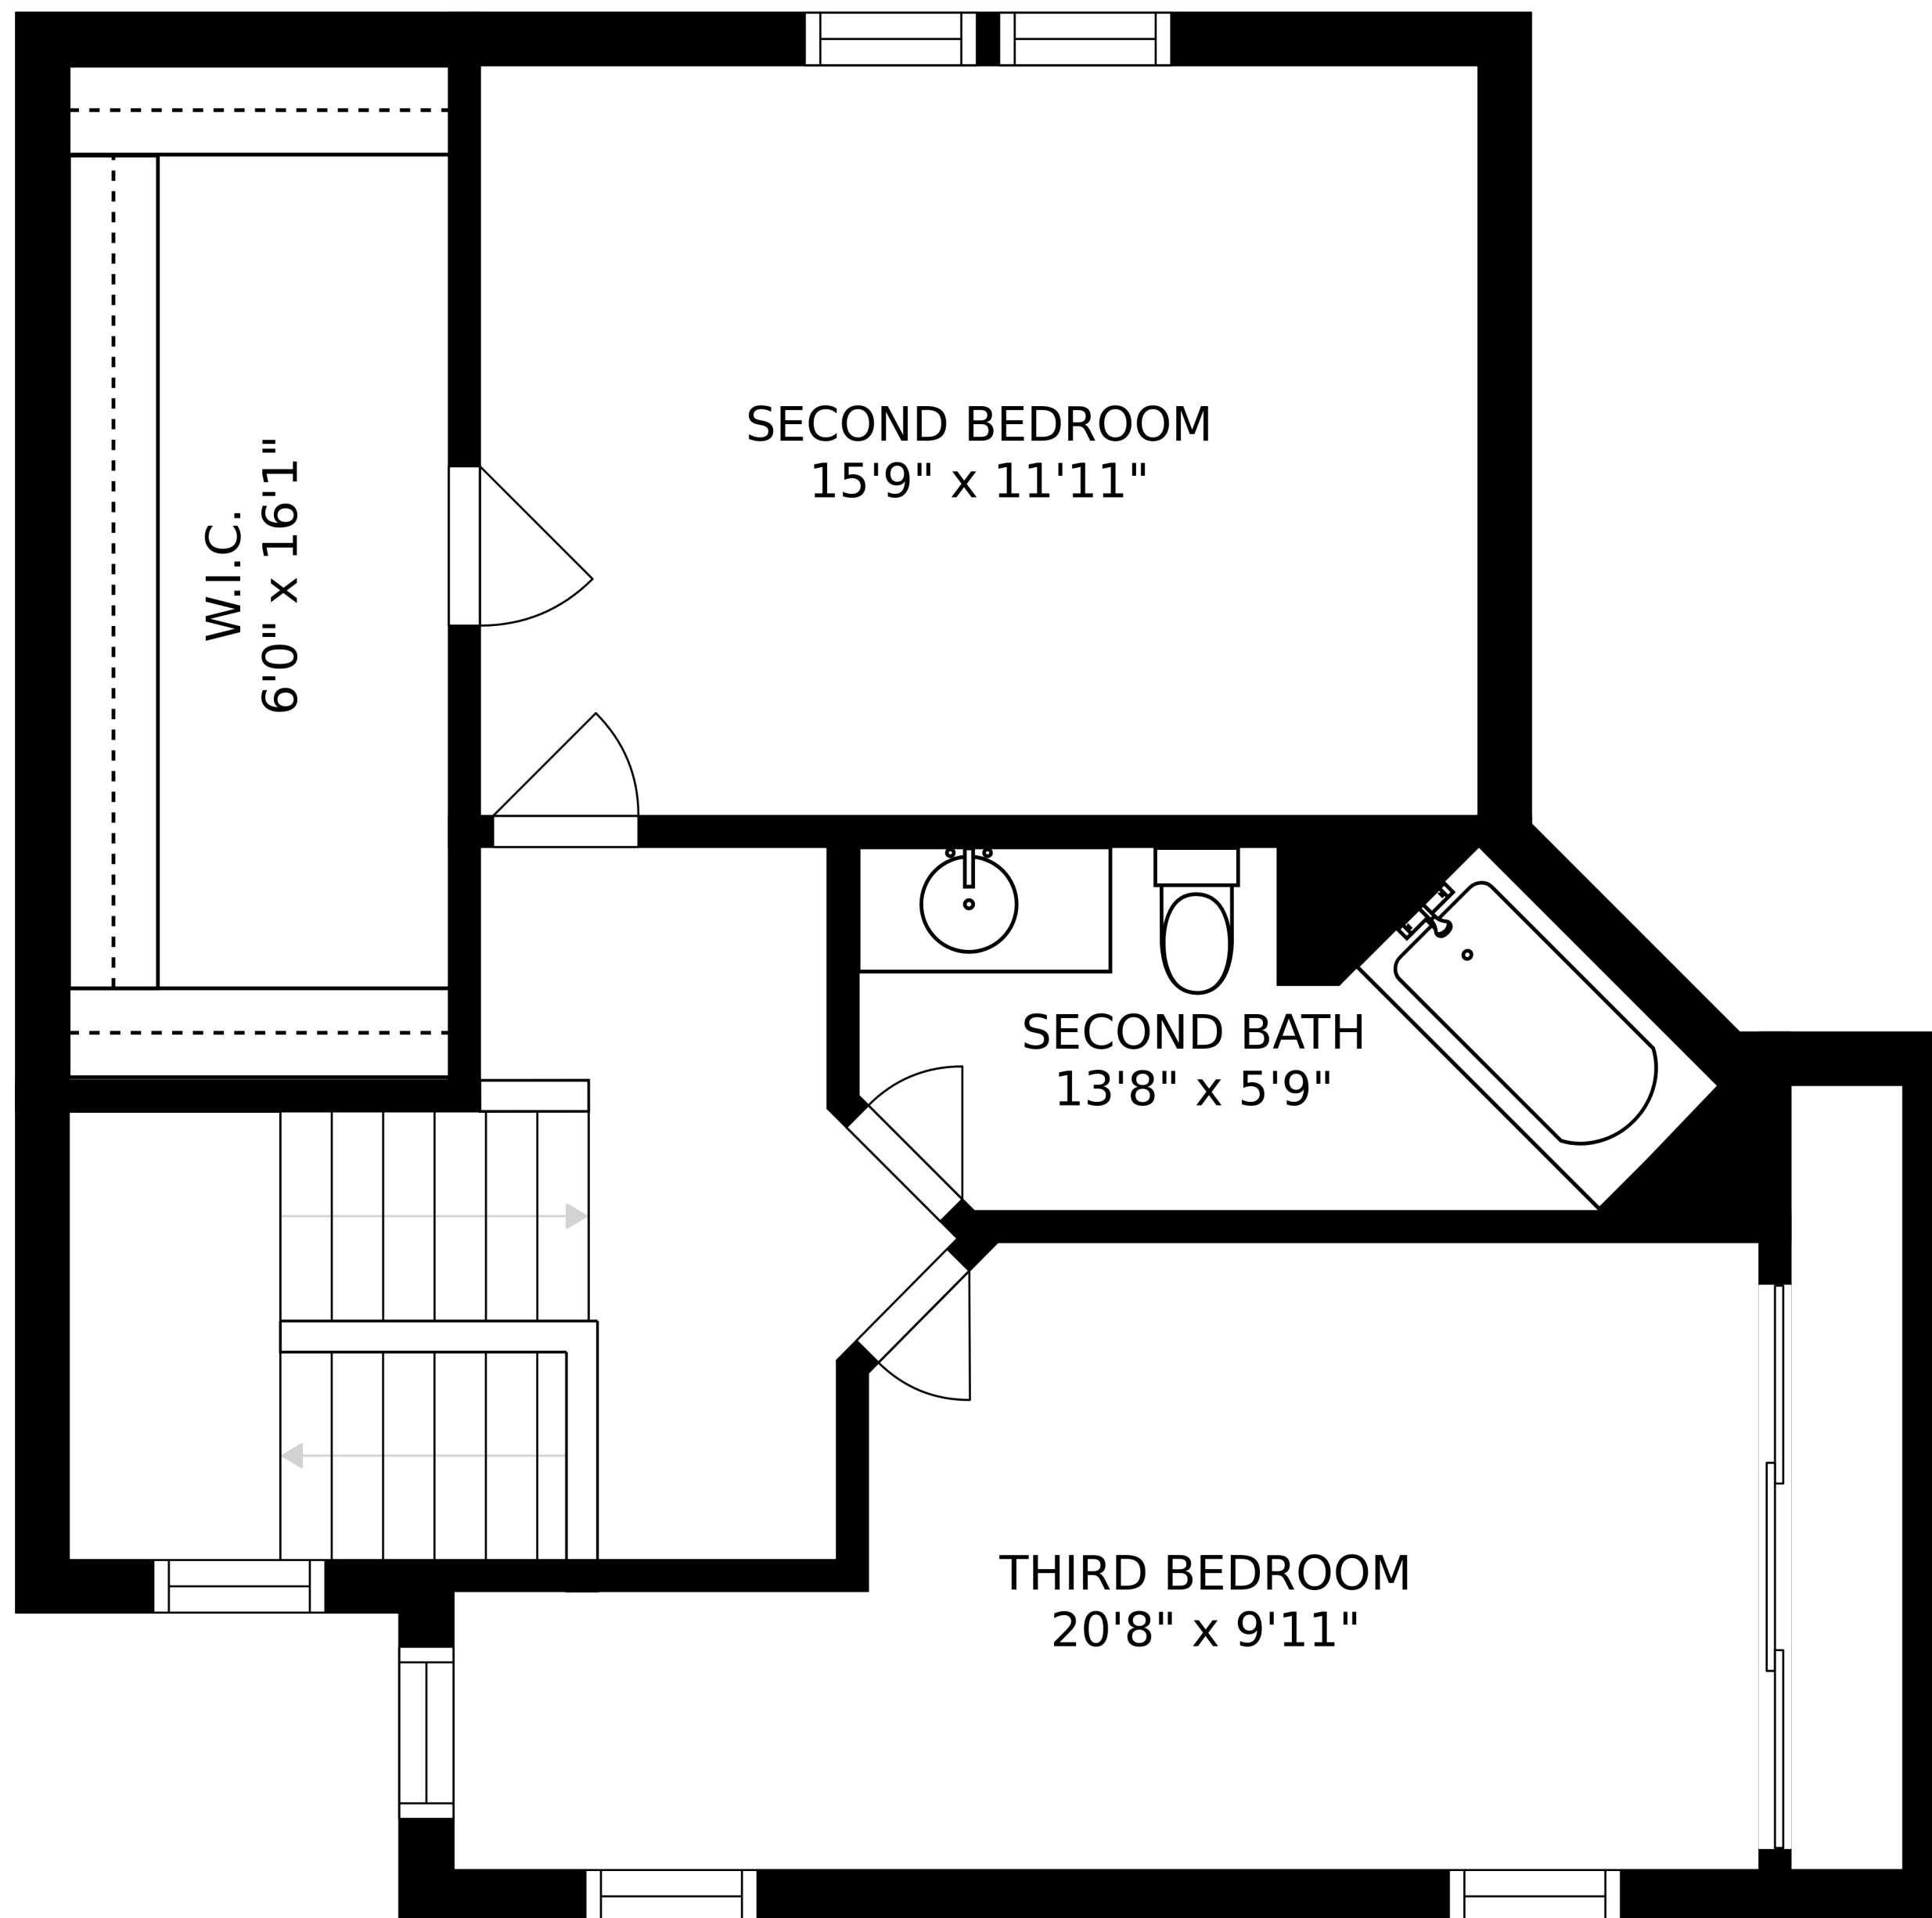 SECOND BEDROOM
15'9" x 11'11"
W.I.C.
6'0" x 16'1"
SECOND BATH
13'8" x 5'9"
THIRD BEDROOM
20'8" x 9'11"